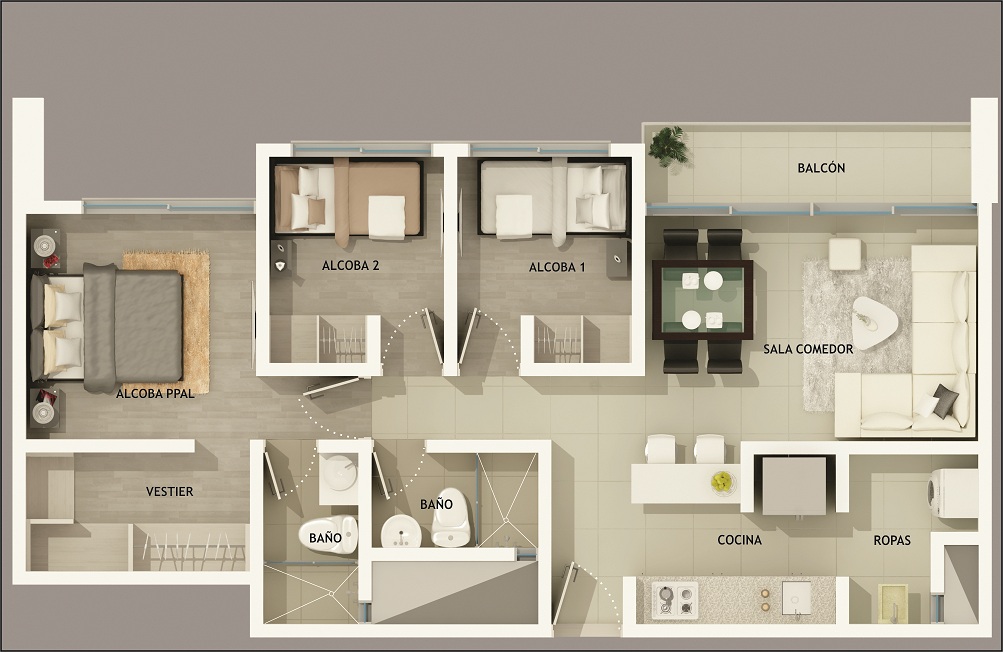 BALCÓN
ALCOBA 2
ALCOBA 1
SALA COMEDOR
ALCOBA PPAL
VESTIER
BAÑO
BAÑO
COCINA
ROPAS